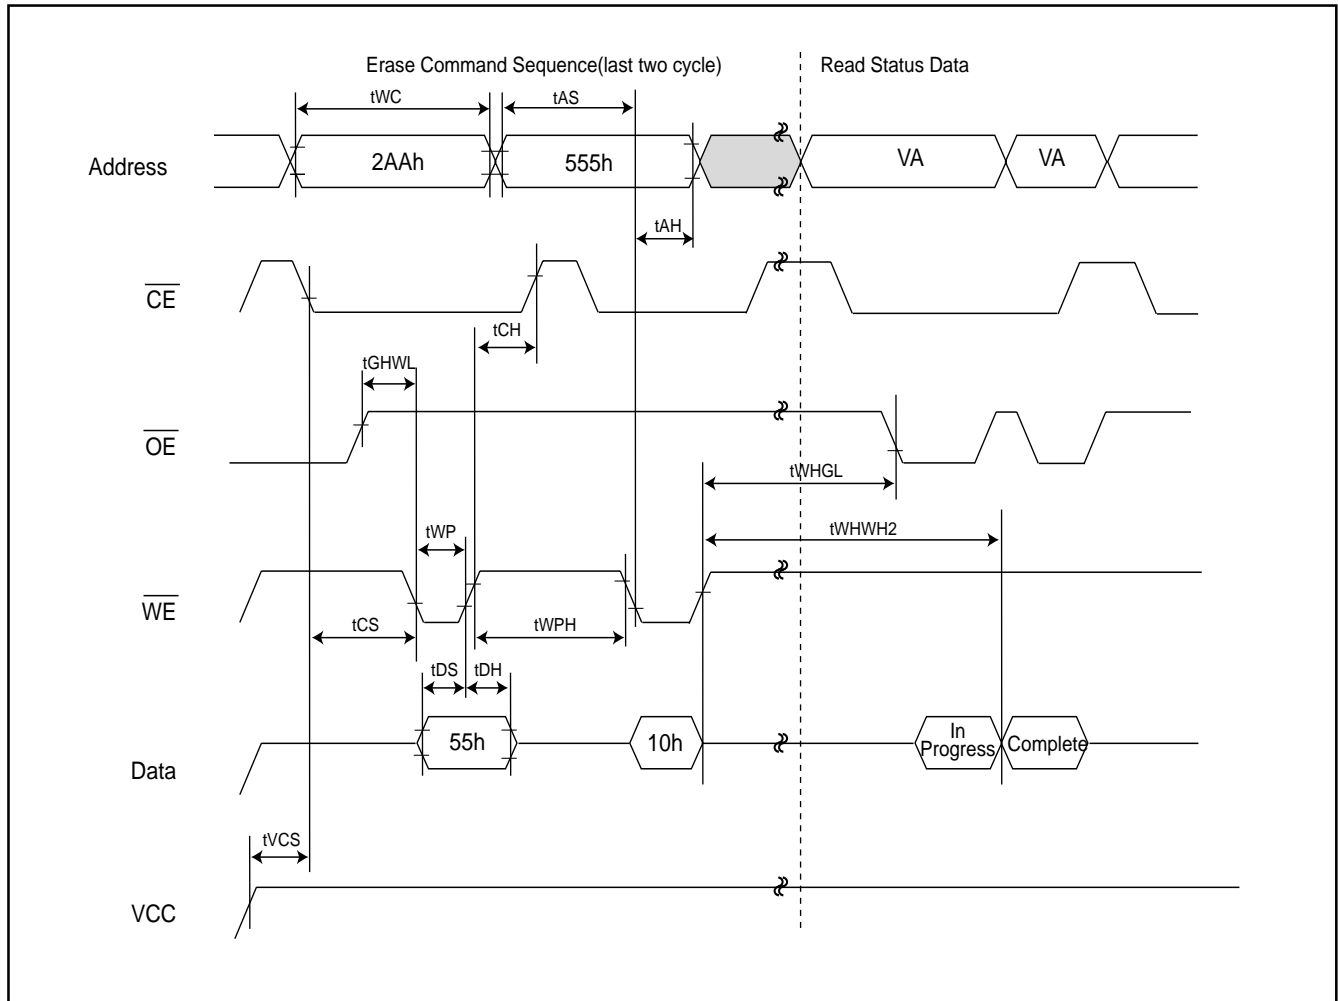 Erase Command Sequence(last two cycle)
Read Status Data
tWC
tAS
Address
2AAh
555h
VA
VA
tAH
CE
tCH
tGHWL
OE
tWHGL
tWP
tWHWH2
WE
tCS
tWPH
tDS
tDH
Data
55h
10h
In
Progress
Complete
tVCS
VCC